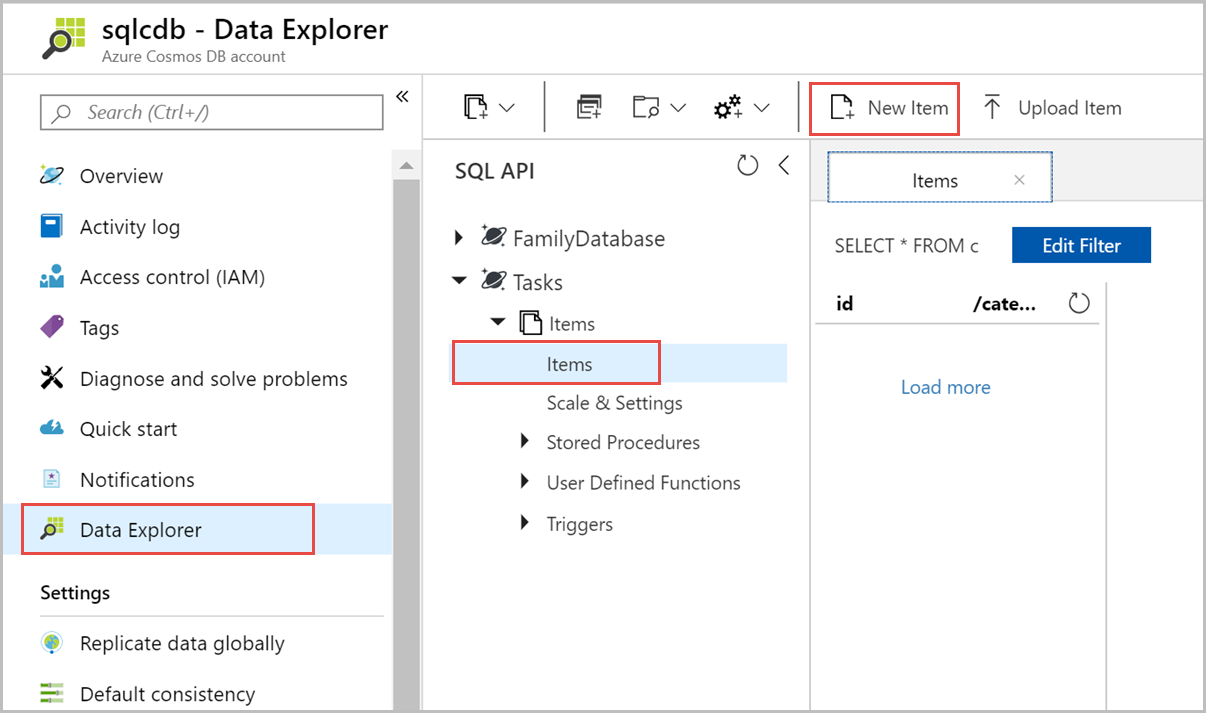 sqlcdb - Data Explorer
Azure Cosmos DB account
Search (Ctrl+/)
«
Overview
Activity log
Access control (IAM)
Tags
Diagnose and solve problems
Quick start
Notifications
Data Explorer
Settings
Replicate data globally
Default consistency
New Item
Upload Item
SQL API
FamilyDatabase
Tasks
Items
Items
Scale & Settings
Stored Procedures
User Defined Functions
Triggers
Items
SELECT * FROM c
Edit Filter
id /cate...
Load more